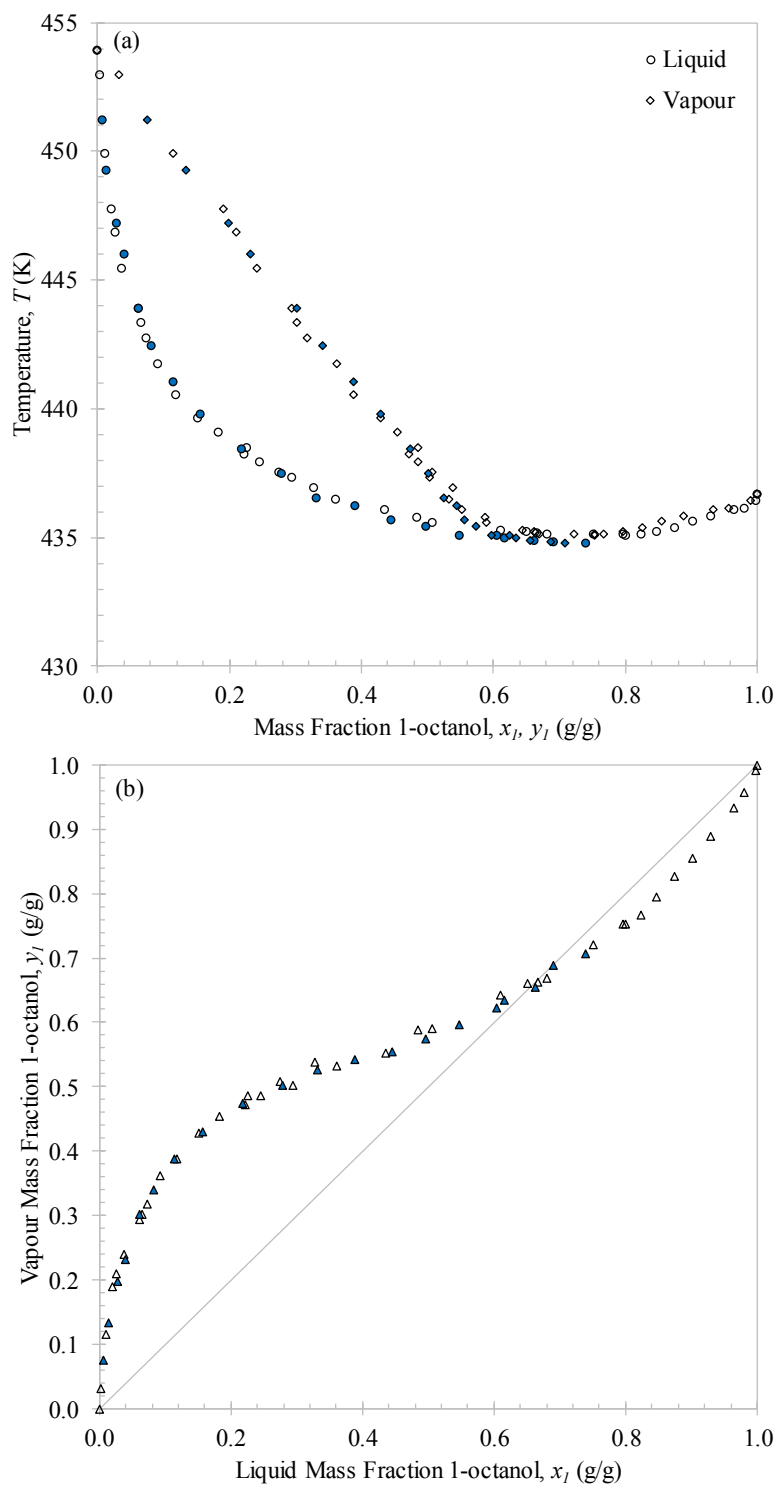 455
(a)
Liquid
Vapour
450
445
440
435
430
Temperature, T (K)
0.0 0.2 0.4 0.6 0.8 1.0
Mass Fraction 1-octanol, x1, y1 (g/g)
1.0
(b)
0.9
0.8
0.7
0.6
0.5
0.4
0.3
0.2
0.1
0.0
Vapour Mass Fraction 1-octanol, y1 (g/g)
0.0 0.2 0.4 0.6 0.8 1.0
Liquid Mass Fraction 1-octanol, x1 (g/g)